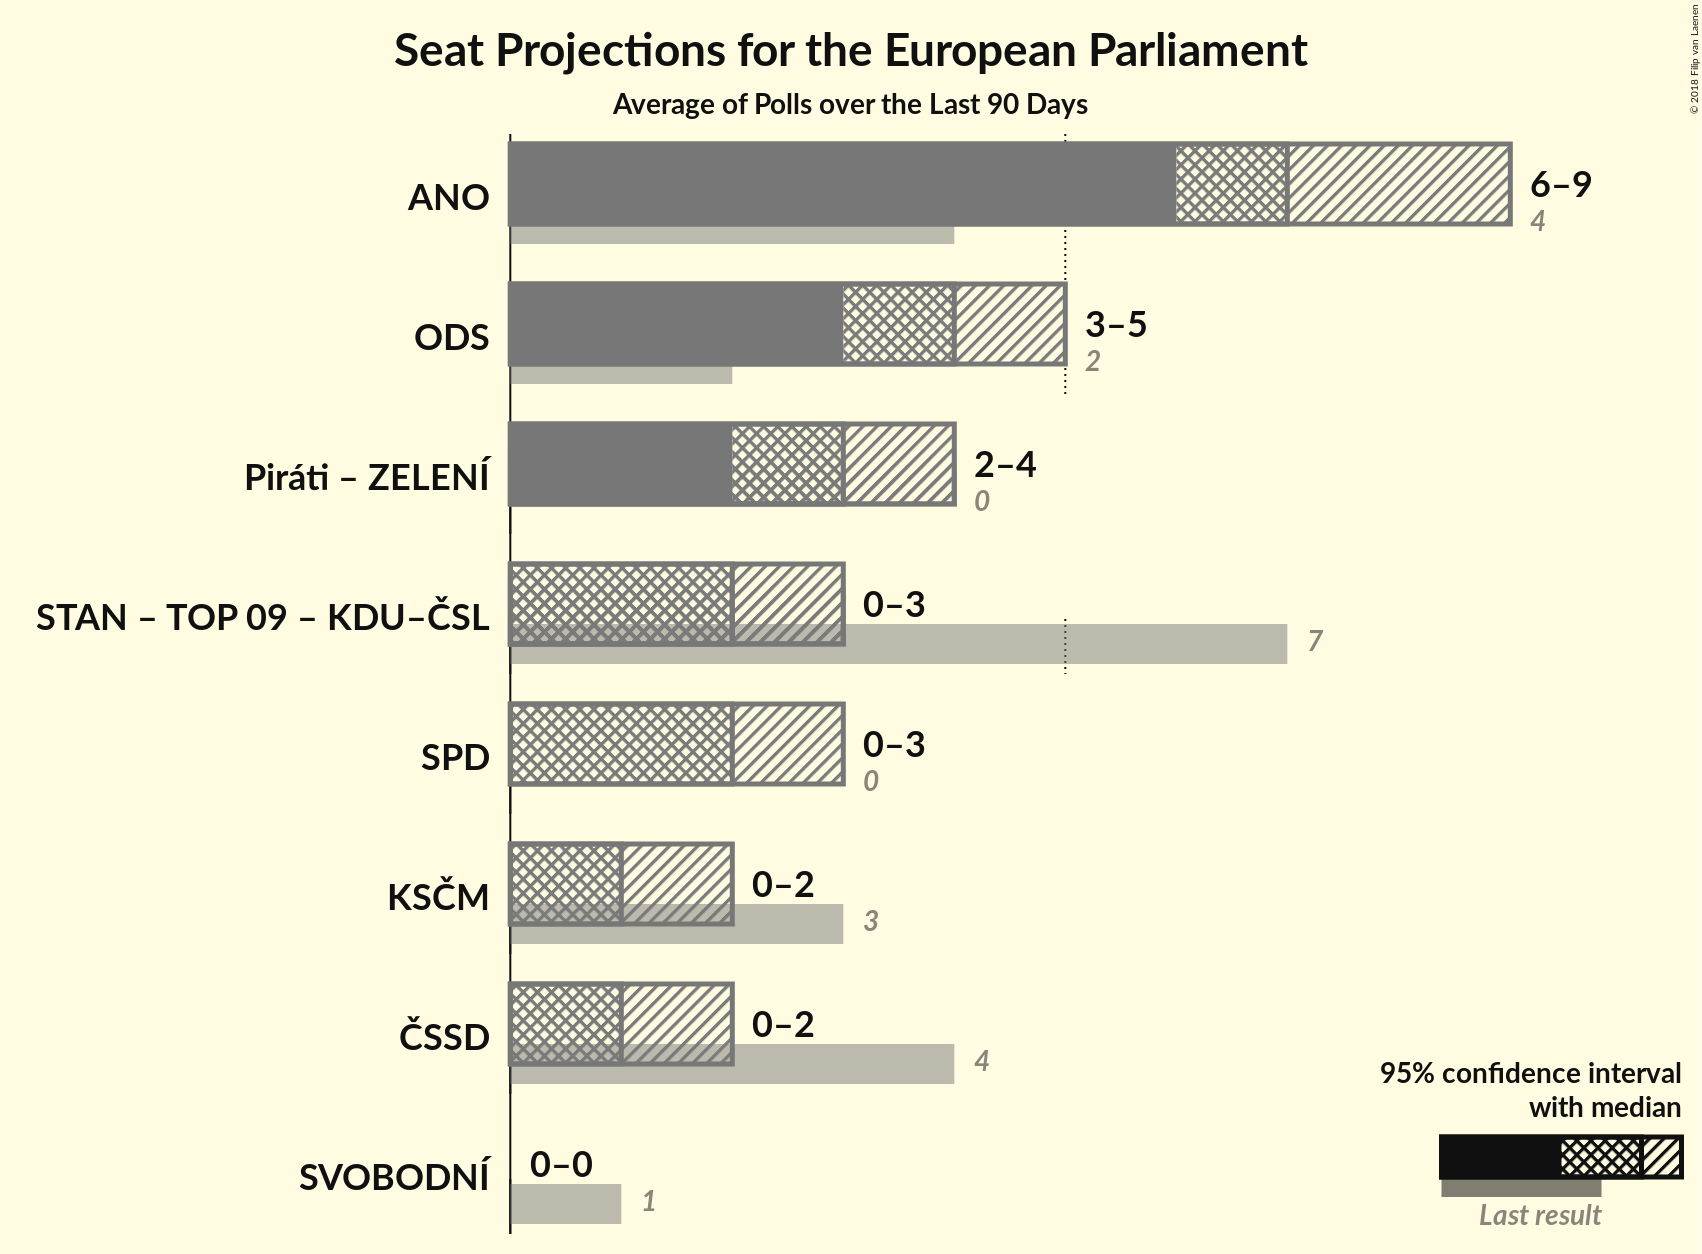 Seat Projections for the European Parliament
Average of Polls over the Last 90 Days
© 2018 Filip van Laenen
ANO
6–9
4
ODS
3–5
2
Piráti – ZELENÍ
2–4
0
STAN – TOP 09 – KDU–ČSL
0–3
7
SPD
0–3
0
KSČM
0–2
3
ČSSD
0–2
4
SVOBODNÍ
0–0
1
95% confidence interval
with median
Last result